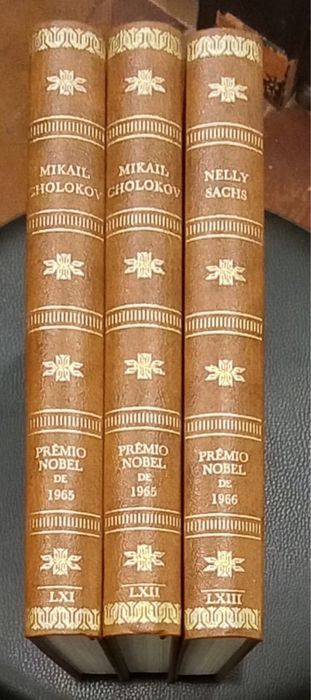 MIKAIL
CHOLOKOV
PRÊMIO
NOBEL
DE
1965
LXI
MIKAIL
CHOLOKOV
PRÊMIO
NOBEL
DE
1965
LXII
NELLY
SACHS
PRÊMIO
NOBEL
DE
1966
LXIII